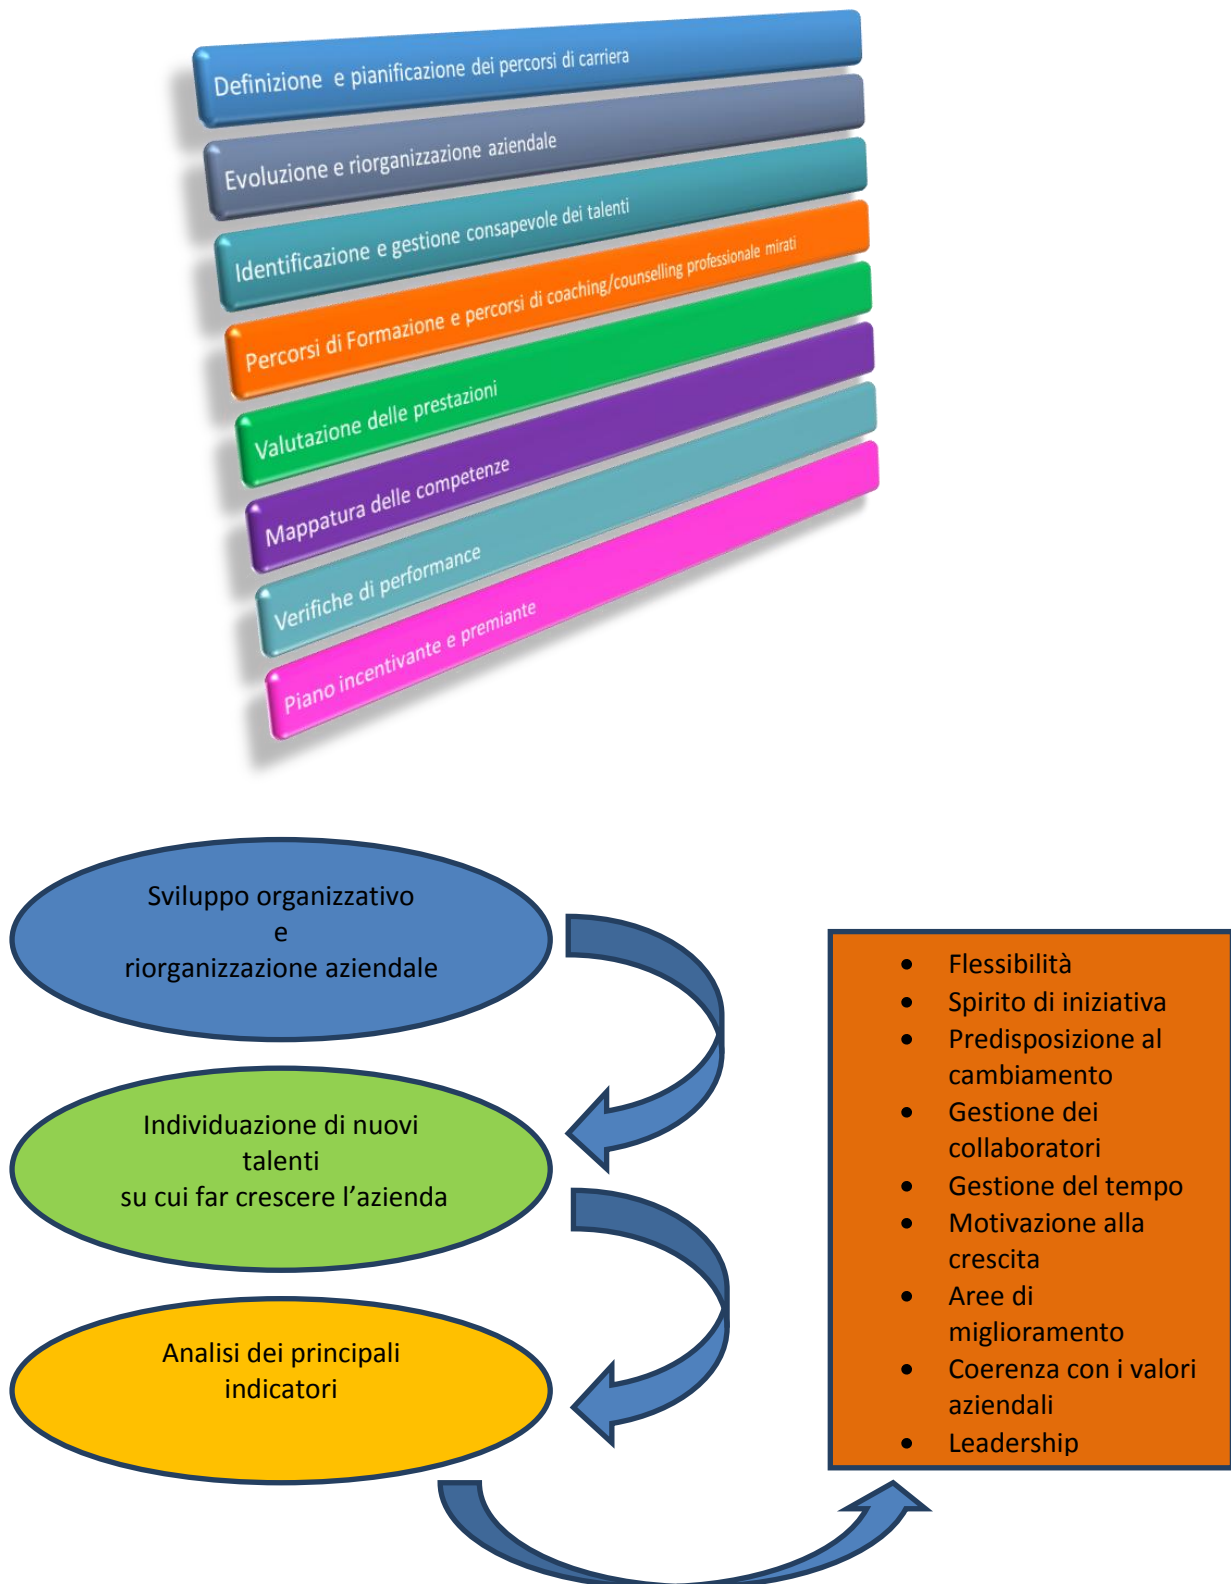 Definizione e pianificazione dei percorsi di carriera
Evoluzione e riorganizzazione aziendale
Identificazione e gestione consapevole dei talenti
Percorsi di Formazione e percorsi di coaching/counselling professionale mirati
Valutazione delle prestazioni
Mappatura delle competenze
Verifiche di performance
Piano incentivante e premiante
Sviluppo organizzativo
e
riorganizzazione aziendale
Individuazione di nuovi
talenti
su cui far crescere l’azienda
Analisi dei principali
indicatori
• Flessibilità
• Spirito di iniziativa
• Predisposizione al
cambiamento
• Gestione dei
collaboratori
• Gestione del tempo
• Motivazione alla
crescita
• Aree di
miglioramento
• Coerenza con i valori
aziendali
• Leadership